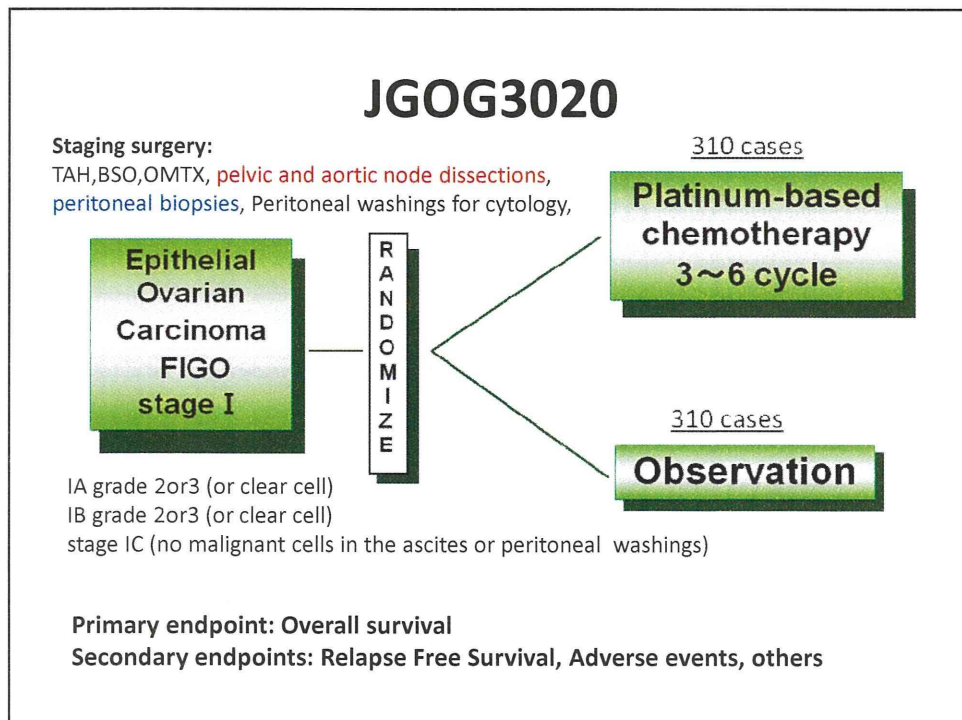 JGOG3020
Staging surgery:
TAH,BSO,OMTX, pelvic and aortic node dissections,
peritoneal biopsies, Peritoneal washings for cytology,
Epithelial
Ovarian
Carcinoma
FIGO
stage I
RANDOMIZE
310 cases
Platinum-based
chemotherapy
3～6 cycle
310 cases
Observation
IA grade 2or3 (or clear cell)
IB grade 2or3 (or clear cell)
stage IC (no malignant cells in the ascites or peritoneal washings)
Primary endpoint: Overall survival
Secondary endpoints: Relapse Free Survival, Adverse events, others